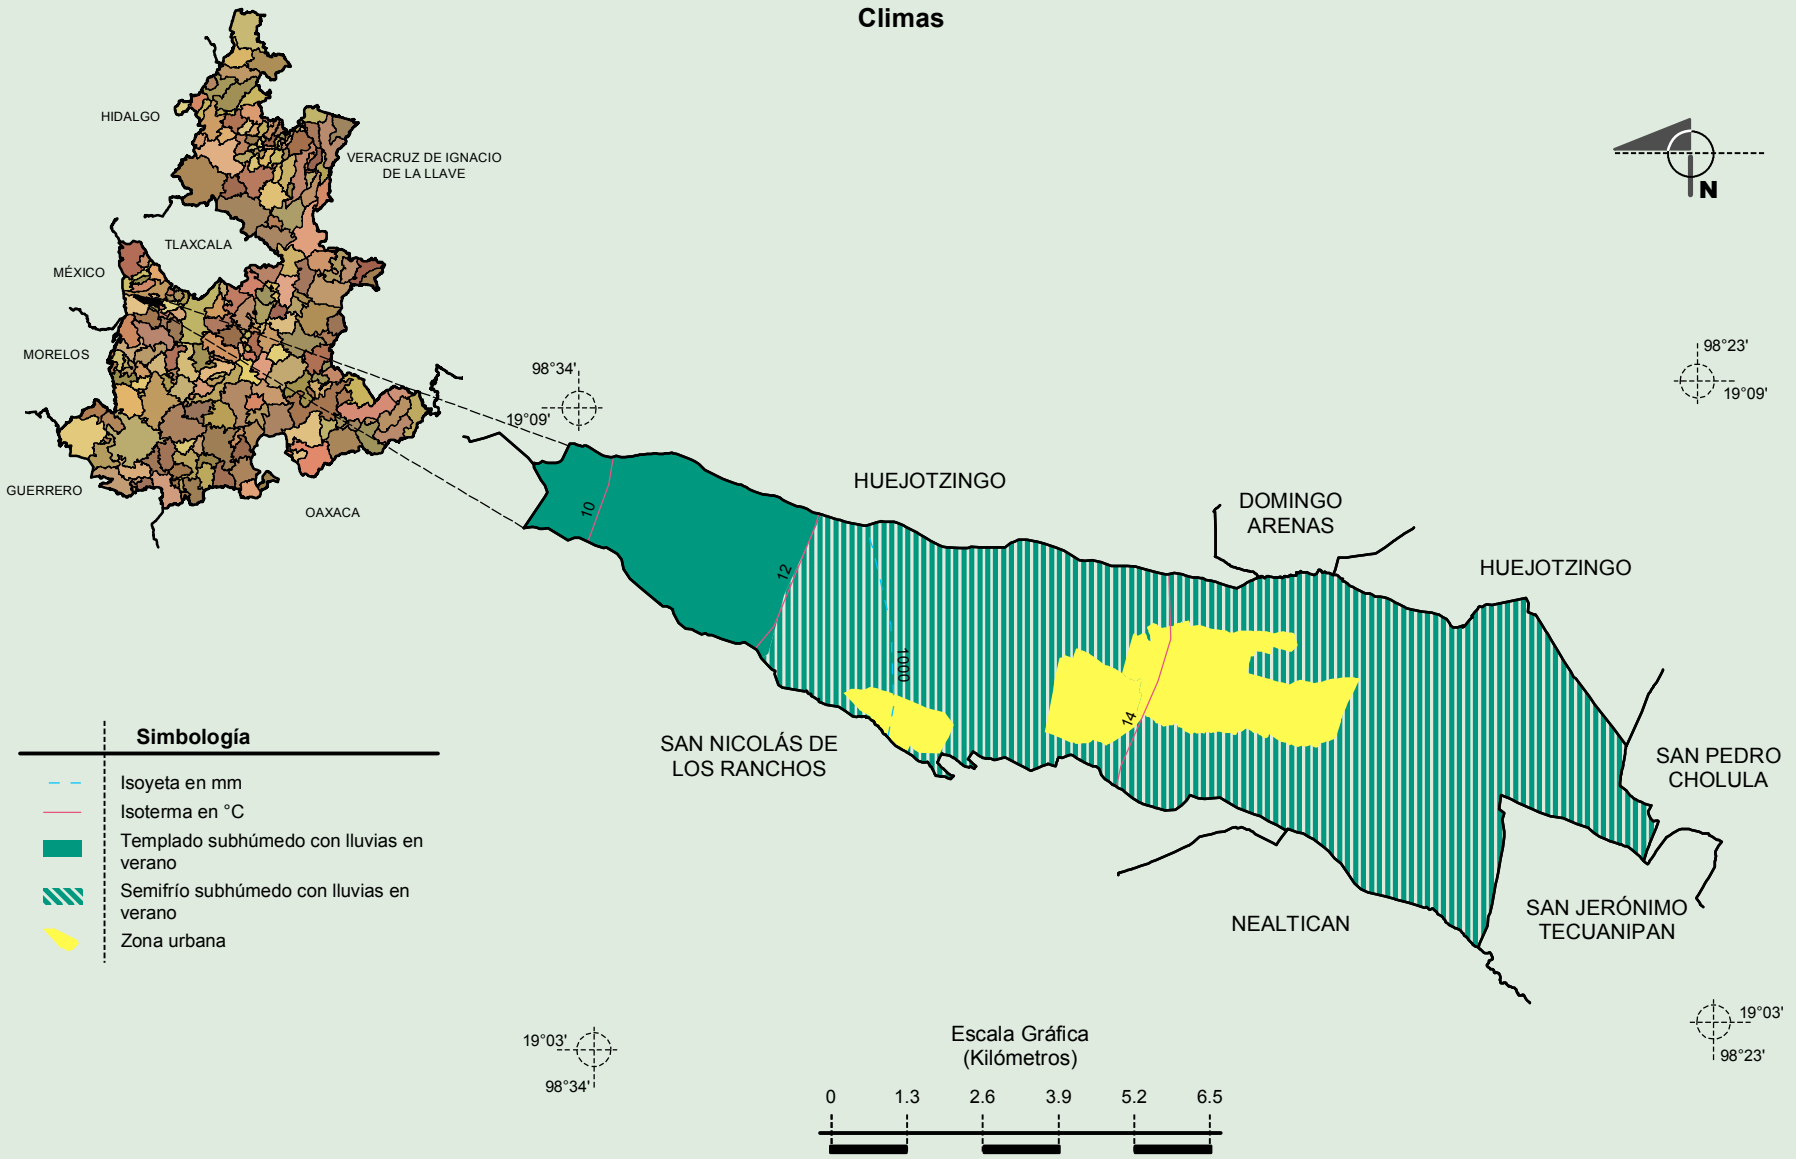 Climas
HIDALGO
VERACRUZ DE IGNACIO
DE LA LLAVE
TLAXCALA
MÉXICO
MORELOS
GUERRERO
OAXACA
N
98°34'
19°09'
98°23'
19°09'
HUEJOTZINGO
DOMINGO
ARENAS
HUEJOTZINGO
10
12
1000
14
SAN NICOLÁS DE
LOS RANCHOS
SAN PEDRO
CHOLULA
NEALTICAN
SAN JERÓNIMO
TECUANIPAN
Simbología
Isoyeta en mm
Isoterma en °C
Templado subhúmedo con lluvias en
verano
Semifrío subhúmedo con lluvias en
verano
Zona urbana
19°03'
98°34'
19°03'
98°23'
Escala Gráfica
(Kilómetros)
0 1.3 2.6 3.9 5.2 6.5